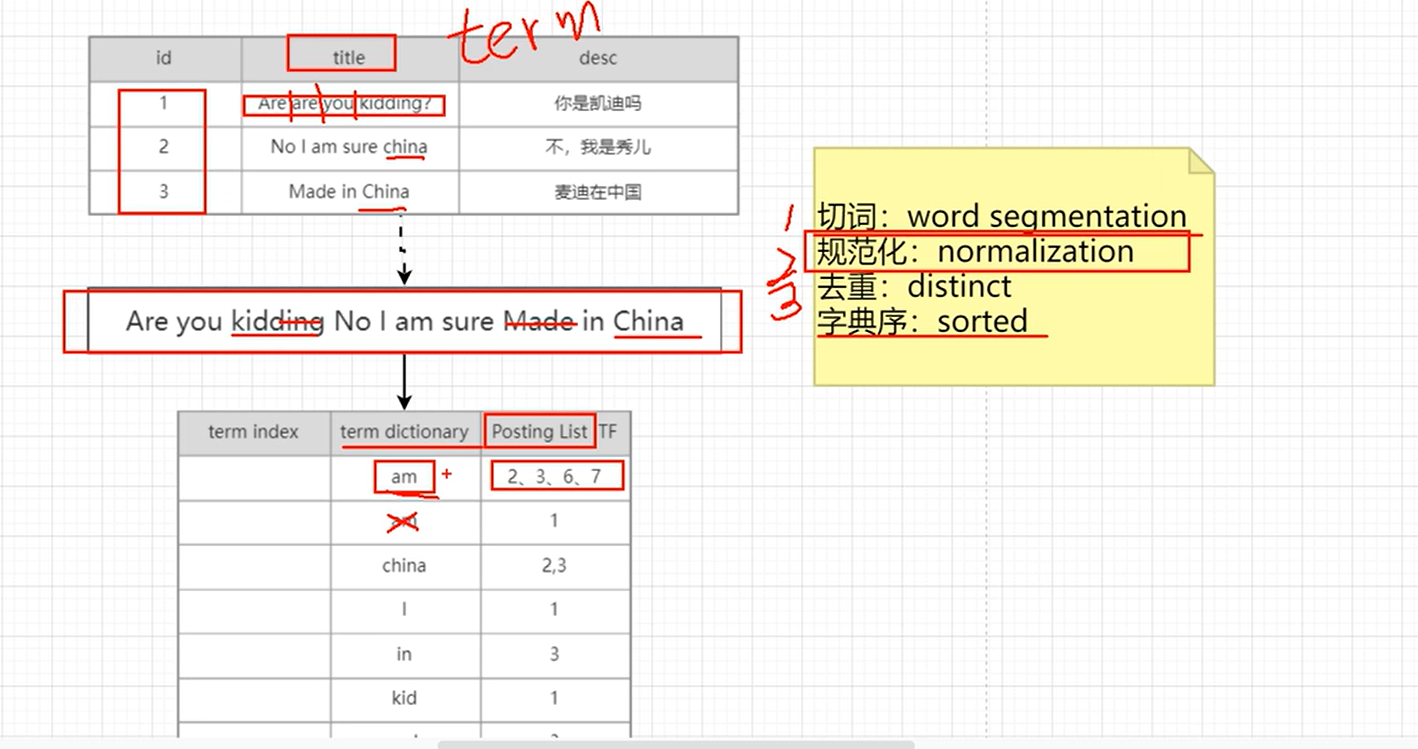 term
id title desc
1 Are are you kidding? 你是凯迪吗
2 No I am sure china 不，我是秀儿
3 Made in China 麦迪在中国
1 切词：word segmentation
2 规范化：normalization
3 去重：distinct
字典序：sorted
Are you kidding No I am sure Made in China
term index term dictionary Posting List TF
am + 2、3、6、7
am 1
china 2,3
I 1
in 3
kid 1